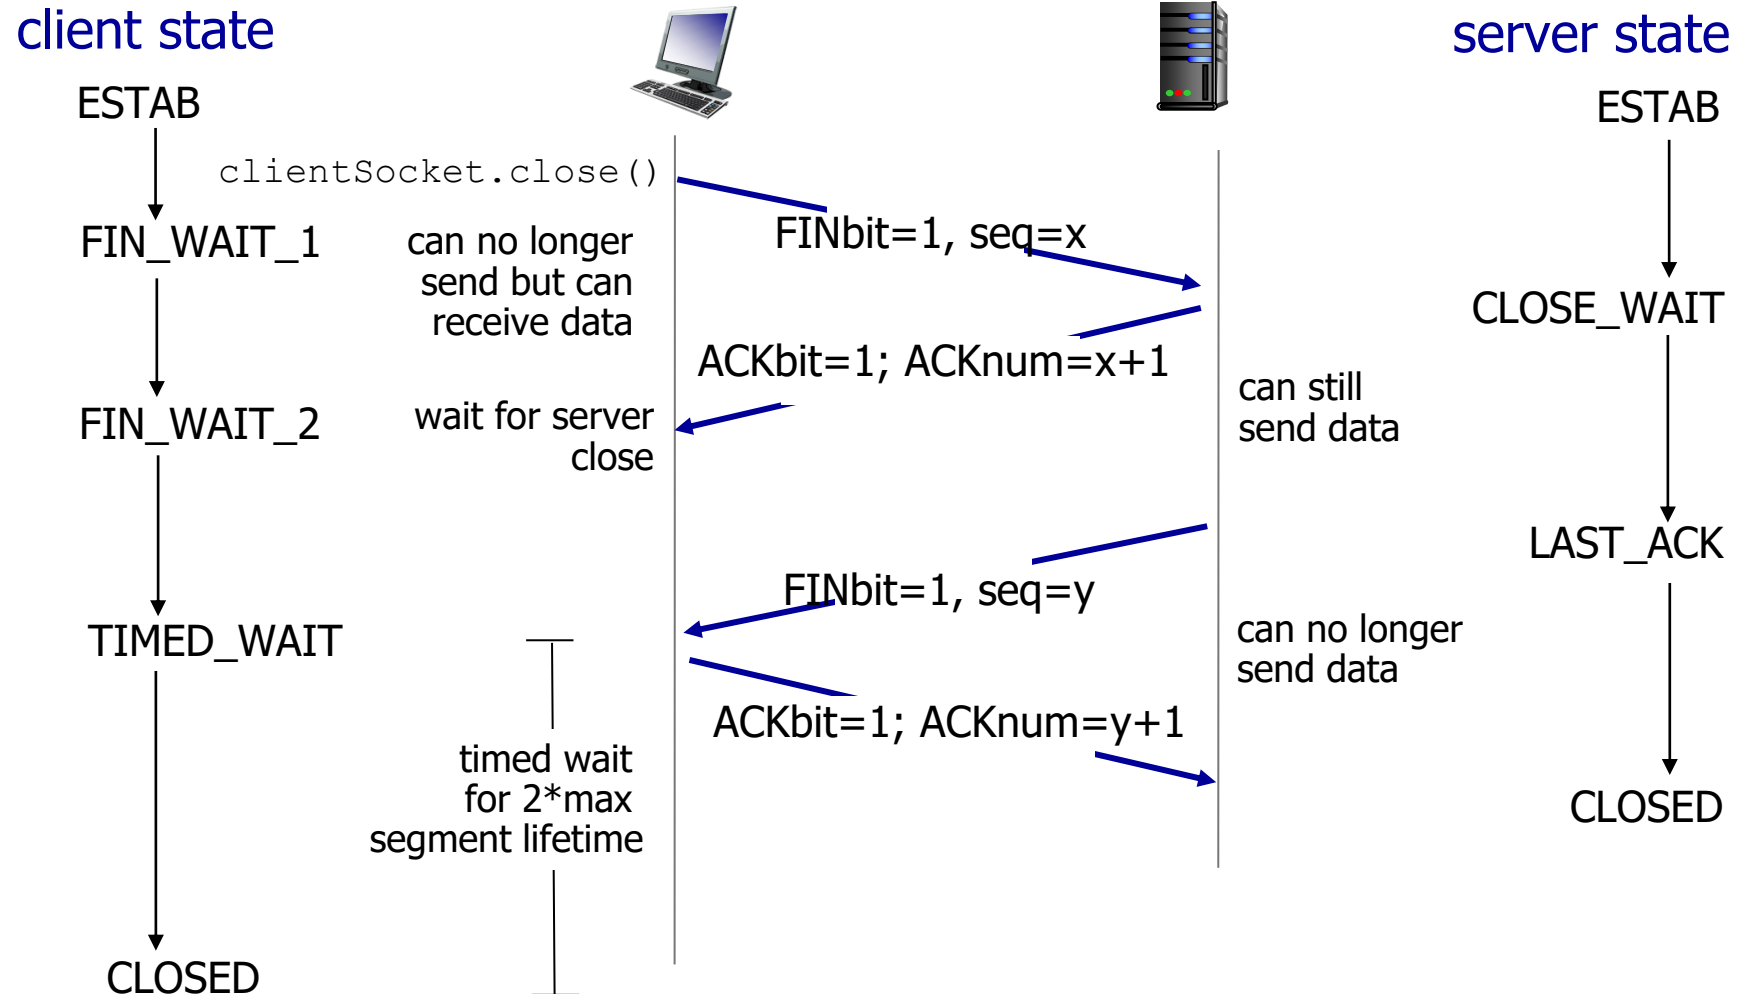 client state
server state
ESTAB
ESTAB
clientSocket.close()
FIN_WAIT_1
can no longer
send but can
receive data
FINbit=1, seq=x
CLOSE_WAIT
ACKbit=1; ACKnum=x+1
can still
send data
FIN_WAIT_2
wait for server
close
LAST_ACK
FINbit=1, seq=y
can no longer
send data
TIMED_WAIT
ACKbit=1; ACKnum=y+1
timed wait
for 2*max
segment lifetime
CLOSED
CLOSED